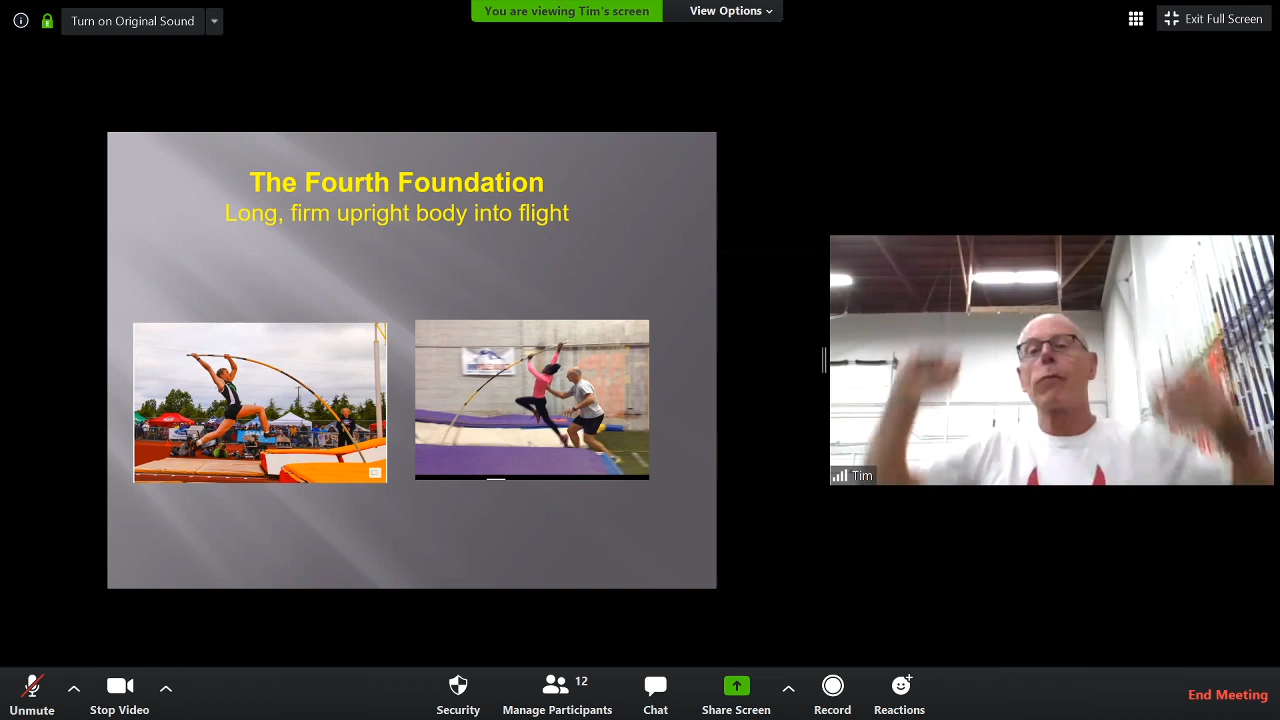 Turn on Original Sound
You are viewing Tim's screen
View Options
Exit Full Screen
The Fourth Foundation
Long, firm upright body into flight
Tim
Unmute
Stop Video
Security
12
Manage Participants
Chat
Share Screen
Record
Reactions
End Meeting